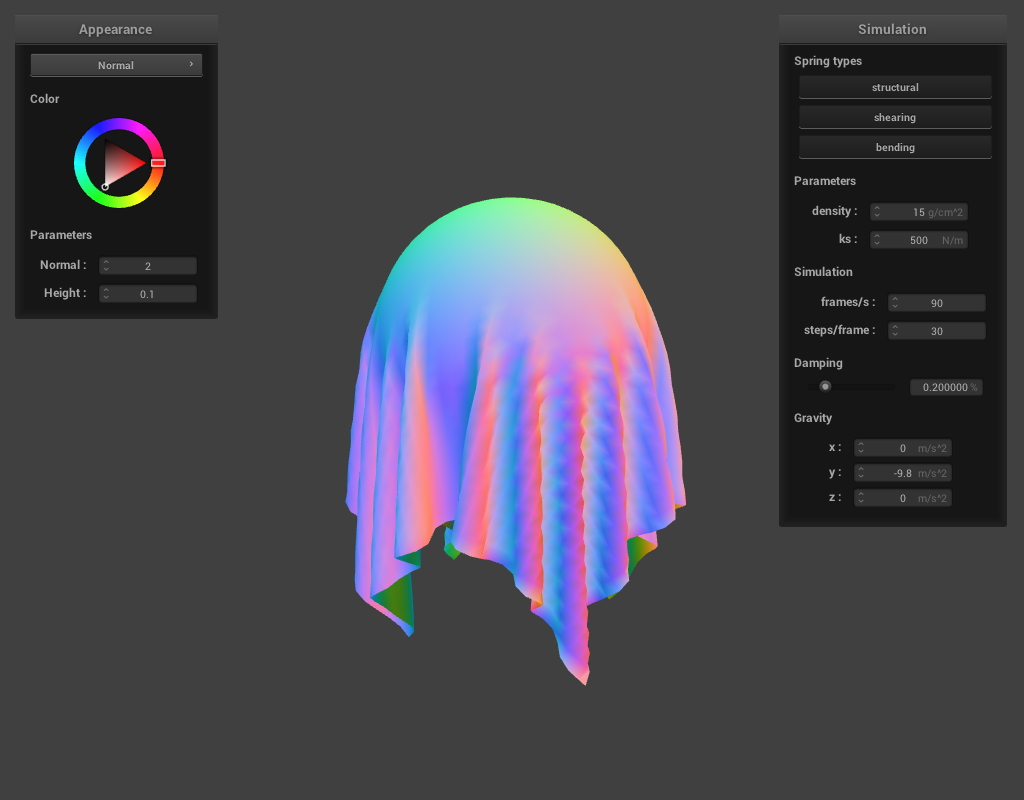 Appearance
Normal
Color
Parameters
Normal : 2
Height : 0.1
Simulation
Spring types
structural
shearing
bending
Parameters
density : 15 g/cm^2
ks : 500 N/m
Simulation
frames/s : 90
steps/frame : 30
Damping
0.200000 %
Gravity
x : 0 m/s^2
y : -9.8 m/s^2
z : 0 m/s^2